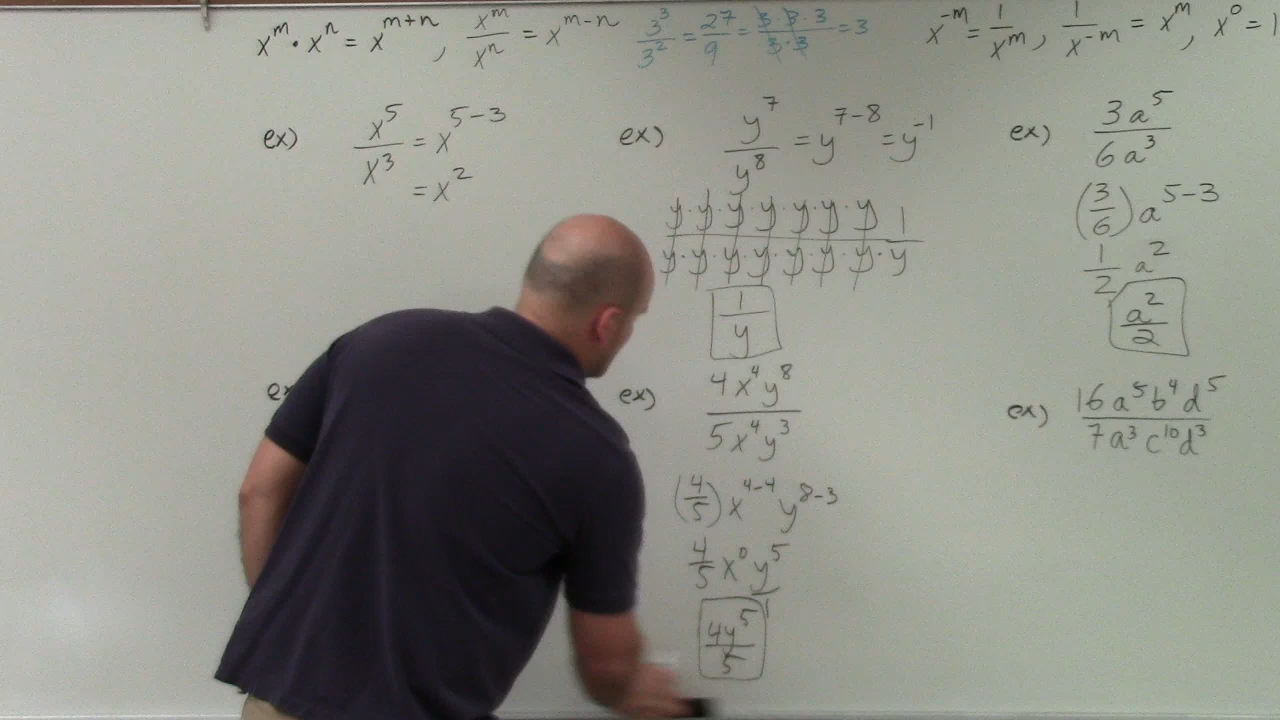 x^m · x^n = x^{m+n} , x^m/x^n = x^{m-n} 3^3/3^2 = 27/9 = 3·3·3/3·3 = 3 x^{-m} = 1/x^m , 1/x^{-m} = x^m , x^0 = 1
ex) x^5/x^3 = x^{5-3}
= x^2
ex) y^7/y^8 = y^{7-8} = y^{-1}
y·y·y·y·y·y·y 1
y·y·y·y·y·y·y·y
1/y
ex) 3a^5/6a^3
(3/6) a^{5-3}
1/2 a^2
a^2/2
ex) 4x^4y^8/5x^4y^3
(4/5) x^{4-4} y^{8-3}
4/5 x^0 y^5
1
4y^5/5
ex) 16a^5b^4d^5/7a^3c^{10}d^3